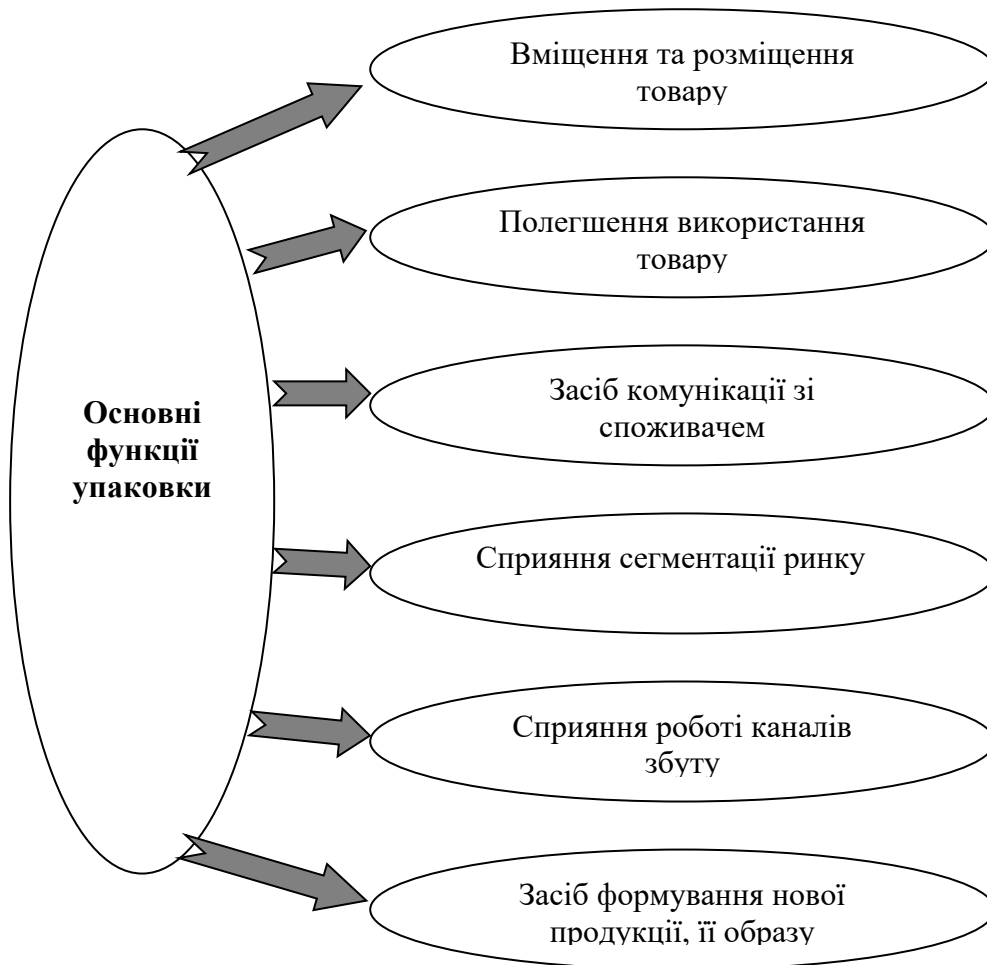 Вміщення та розміщення
товару
Полегшення використання
товару
Основні
функції
упаковки
Засіб комунікації зі
споживачем
Сприяння сегментації ринку
Сприяння роботі каналів
збуту
Засіб формування нової
продукції, її образу